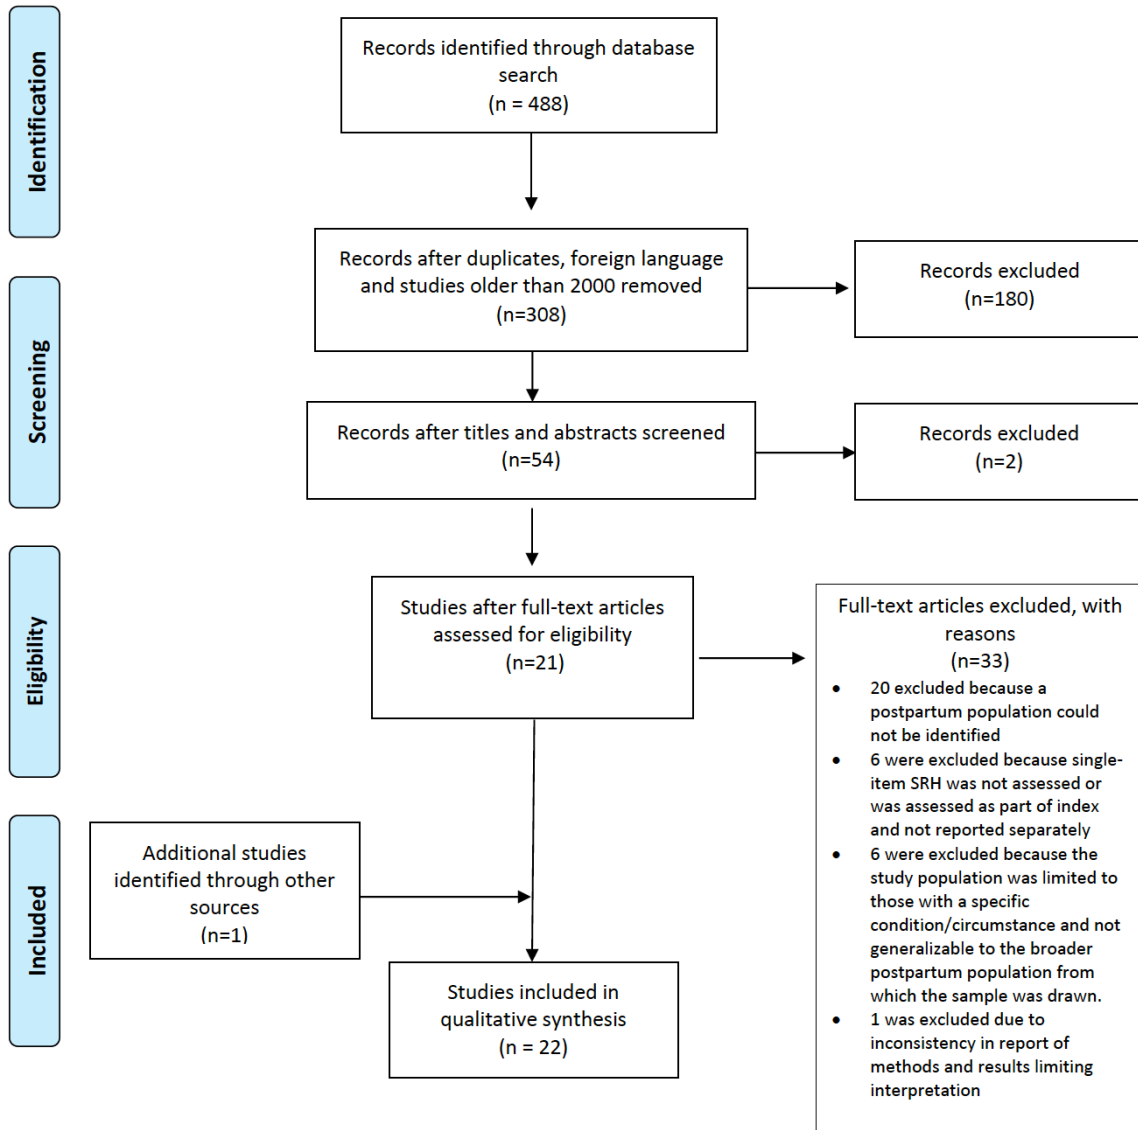 Identification
Records identified through database
search
(n = 488)
Records after duplicates, foreign language
and studies older than 2000 removed
(n=308)
Records excluded
(n=180)
Screening
Records after titles and abstracts screened
(n=54)
Records excluded
(n=2)
Eligibility
Studies after full-text articles
assessed for eligibility
(n=21)
Full-text articles excluded, with
reasons
(n=33)
• 20 excluded because a
postpartum population could
not be identified
• 6 were excluded because single-
item SRH was not assessed or
was assessed as part of index
and not reported separately
• 6 were excluded because the
study population was limited to
those with a specific
condition/circumstance and not
generalizable to the broader
postpartum population from
which the sample was drawn.
• 1 was excluded due to
inconsistency in report of
methods and results limiting
interpretation
Included
Additional studies
identified through other
sources
(n=1)
Studies included in
qualitative synthesis
(n = 22)